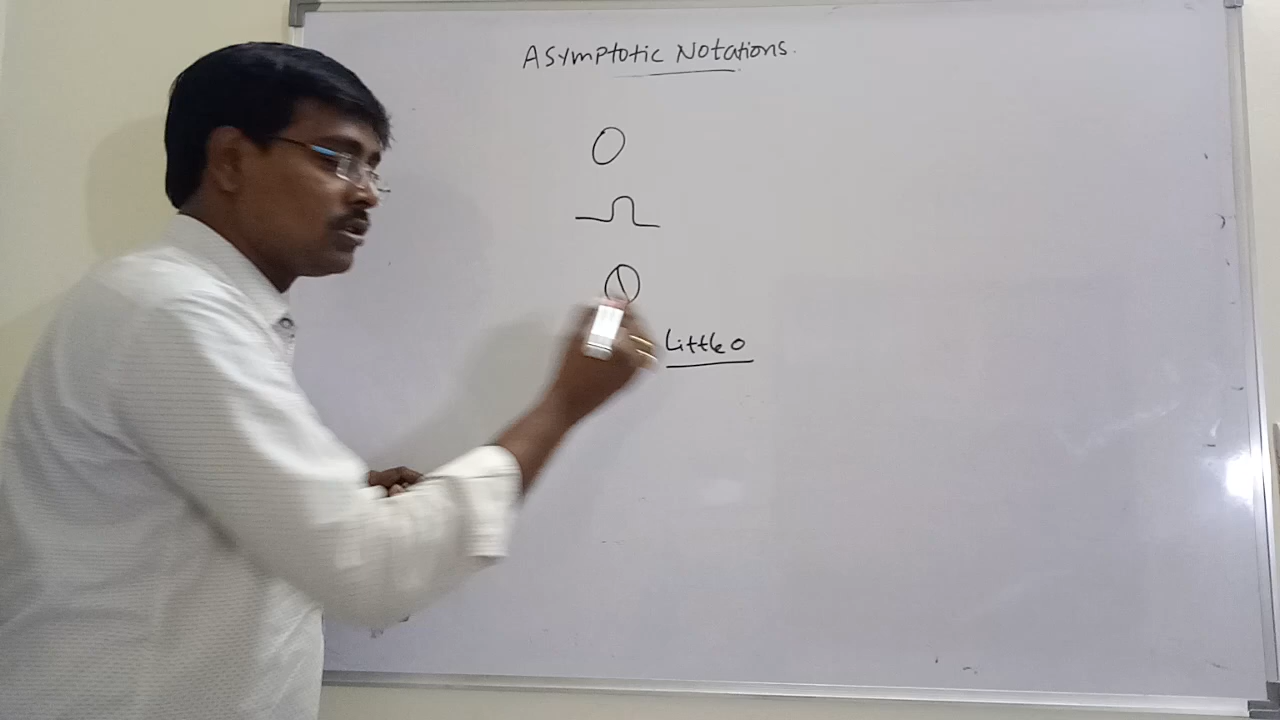 Asymptotic Notations.
O
Ω
Θ
Little o